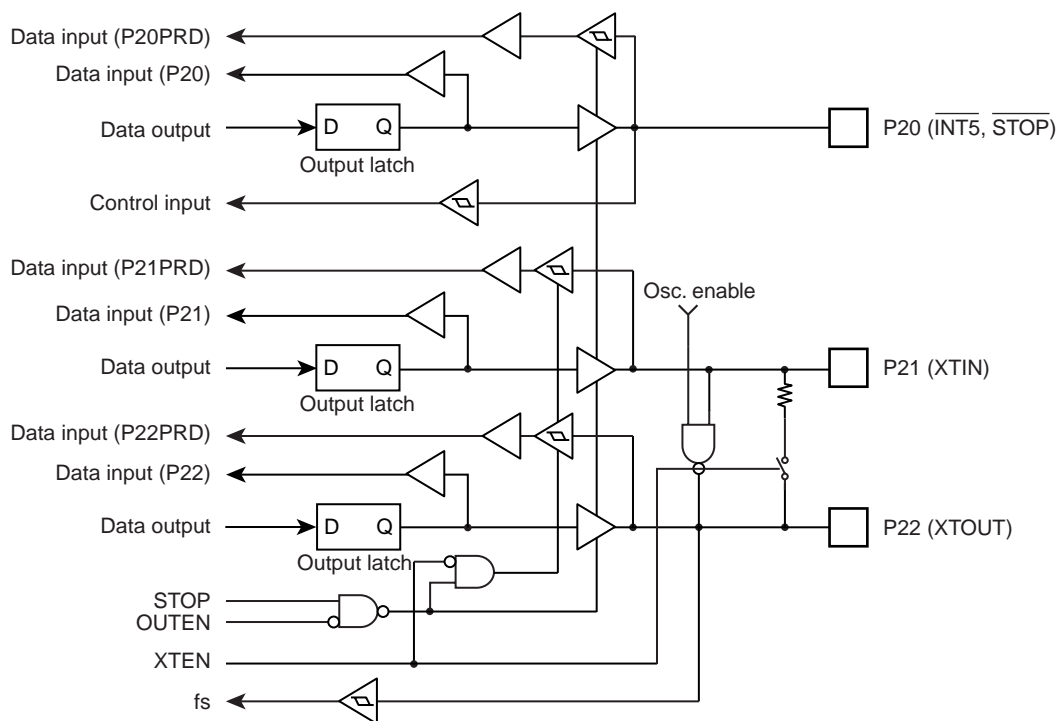 Data input (P20PRD)
Data input (P20)
Data output
D Q
Output latch
P20 (INT5, STOP)
Control input
Data input (P21PRD)
Osc. enable
Data input (P21)
Data output
D Q
Output latch
P21 (XTIN)
Data input (P22PRD)
Data input (P22)
Data output
D Q
Output latch
P22 (XTOUT)
STOP
OUTEN
XTEN
fs